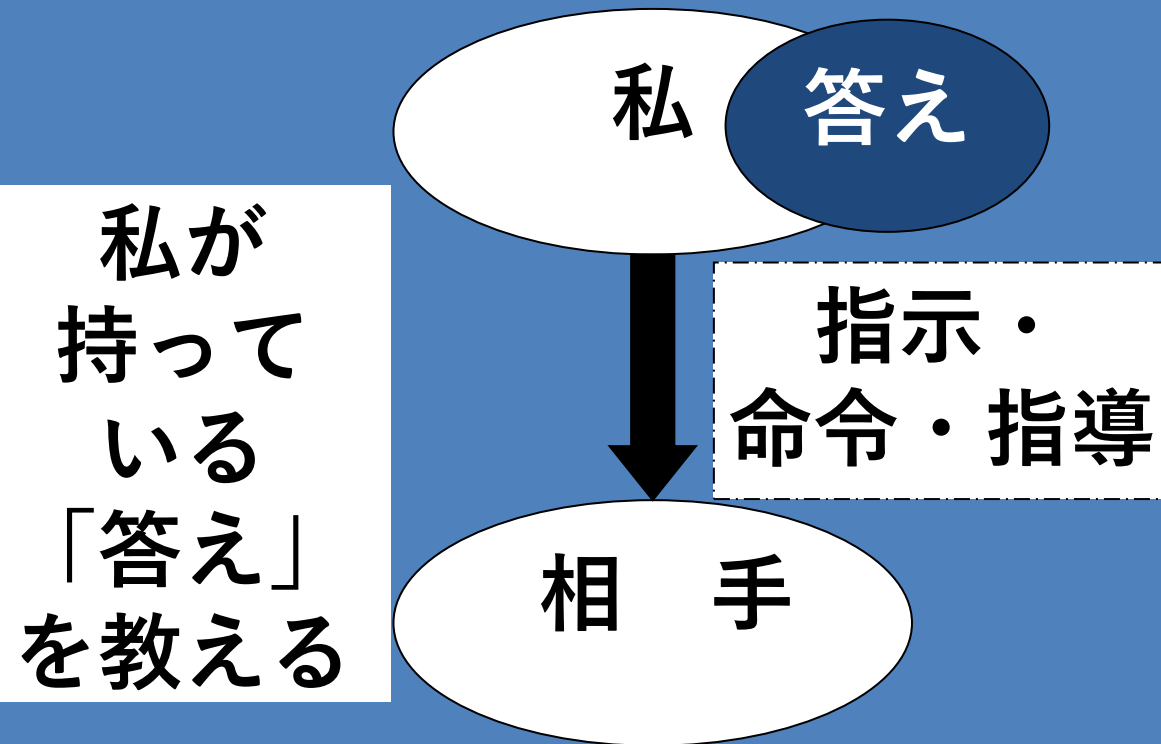 私
答え
私が
持って
いる
「答え」
を教える
指示・
命令・指導
相　手